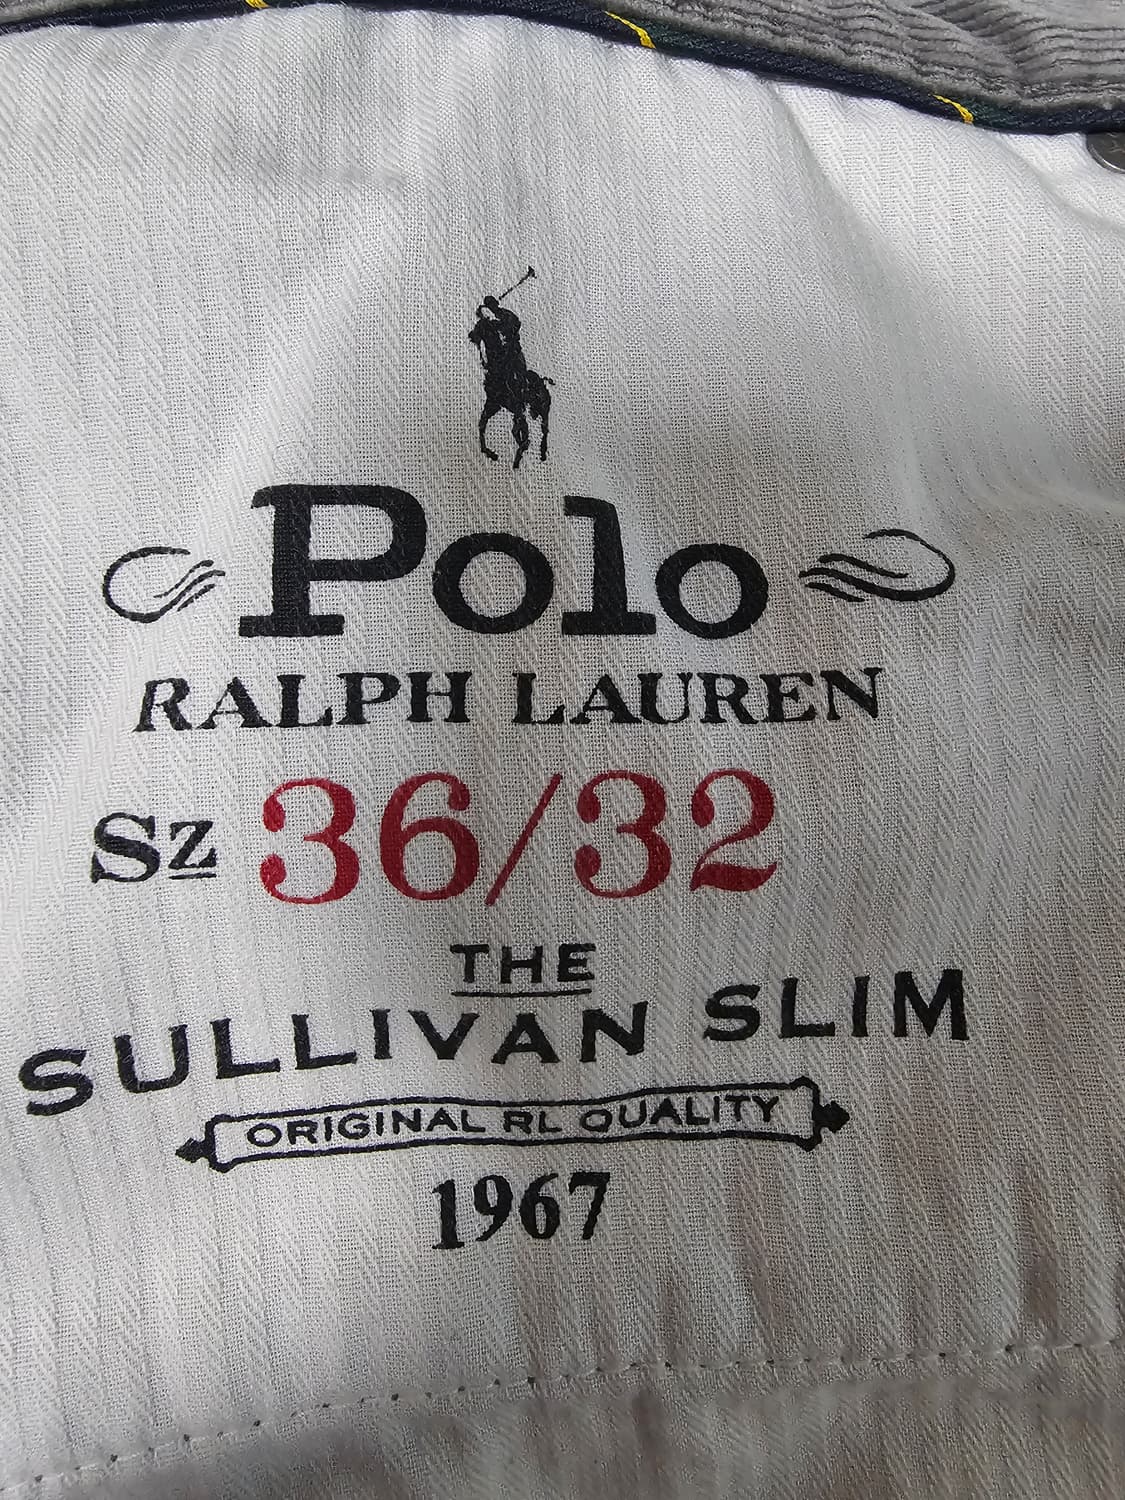 Polo
RALPH LAUREN
Sz 36/32
THE
SULLIVAN SLIM
ORIGINAL RL QUALITY
1967